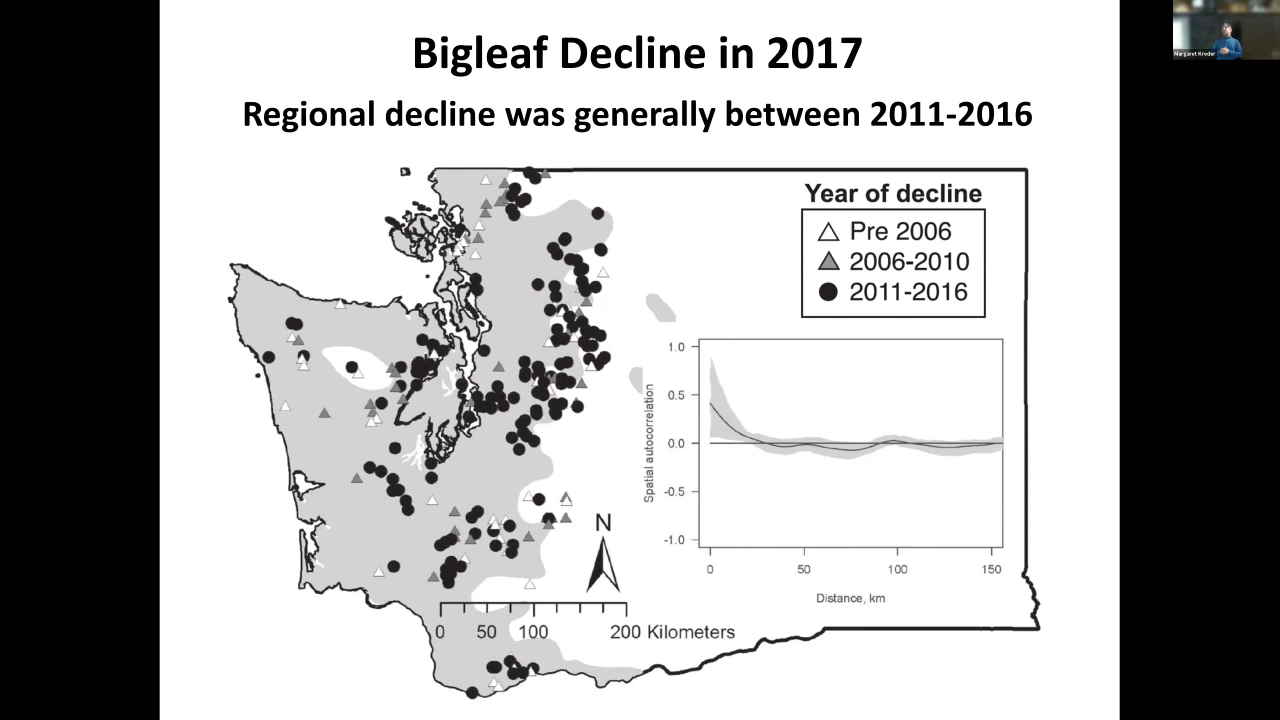 Bigleaf Decline in 2017
Regional decline was generally between 2011-2016
Margaret Kreder
Year of decline
Pre 2006
2006-2010
2011-2016
1.0
0.5
0.0
-0.5
-1.0
Spatial autocorrelation
0 50 100 150
Distance, km
N
0 50 100 200 Kilometers